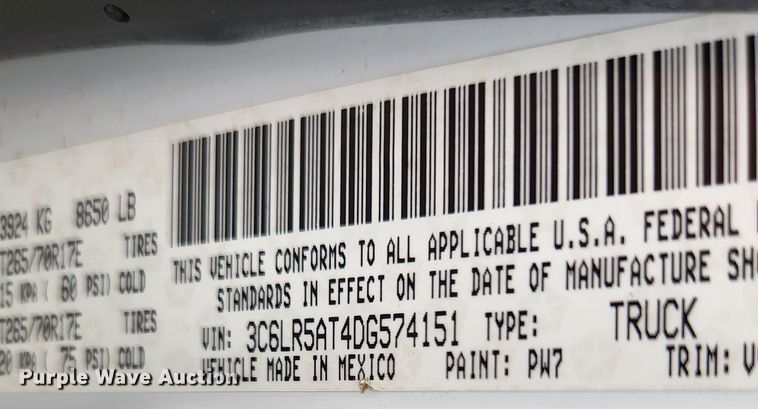 3924 KG 8650 LB
T265/70R17E TIRES
15 KPA ( 60 PSI) COLD
T265/70R17E TIRES
20 KPA ( 75 PSI) COLD
THIS VEHICLE CONFORMS TO ALL APPLICABLE U.S.A. FEDERAL
STANDARDS IN EFFECT ON THE DATE OF MANUFACTURE SH
VIN: 3C6LR5AT4DG574151 TYPE: TRUCK
VEHICLE MADE IN MEXICO PAINT: PW7 TRIM: V
Purple Wave Auction